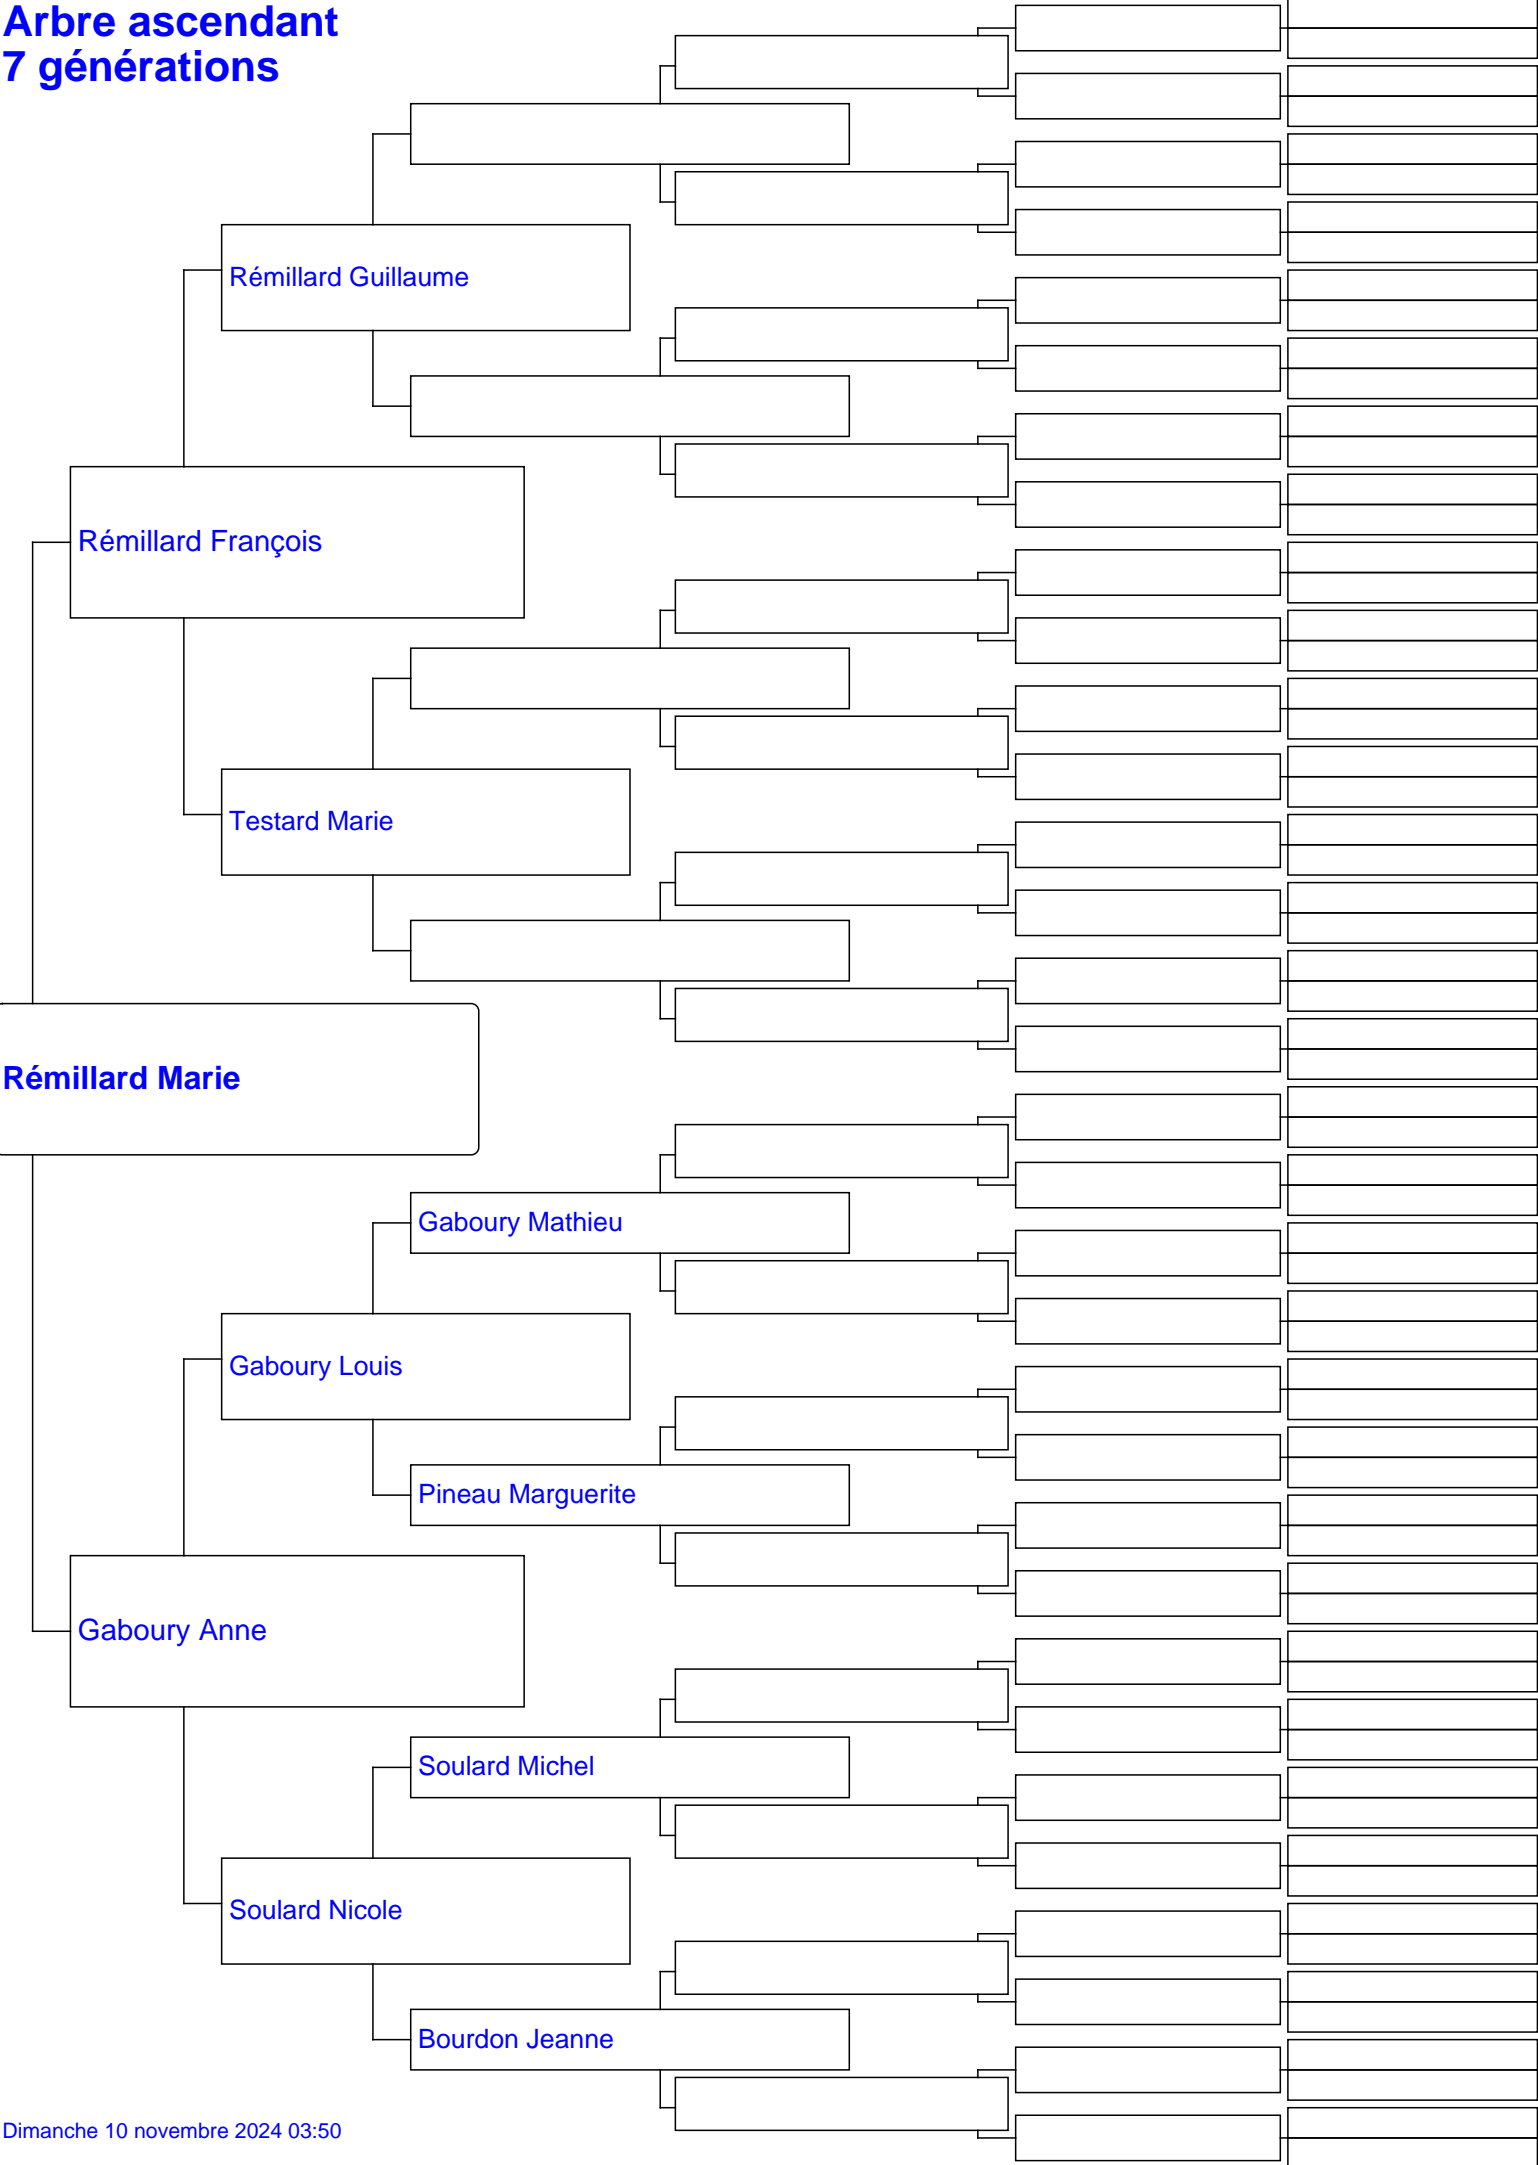 Arbre ascendant
7 générations
Rémillard Guillaume
Rémillard François
Testard Marie
Rémillard Marie
Gaboury Mathieu
Gaboury Louis
Pineau Marguerite
Gaboury Anne
Soulard Michel
Soulard Nicole
Bourdon Jeanne
Dimanche 10 novembre 2024 03:50